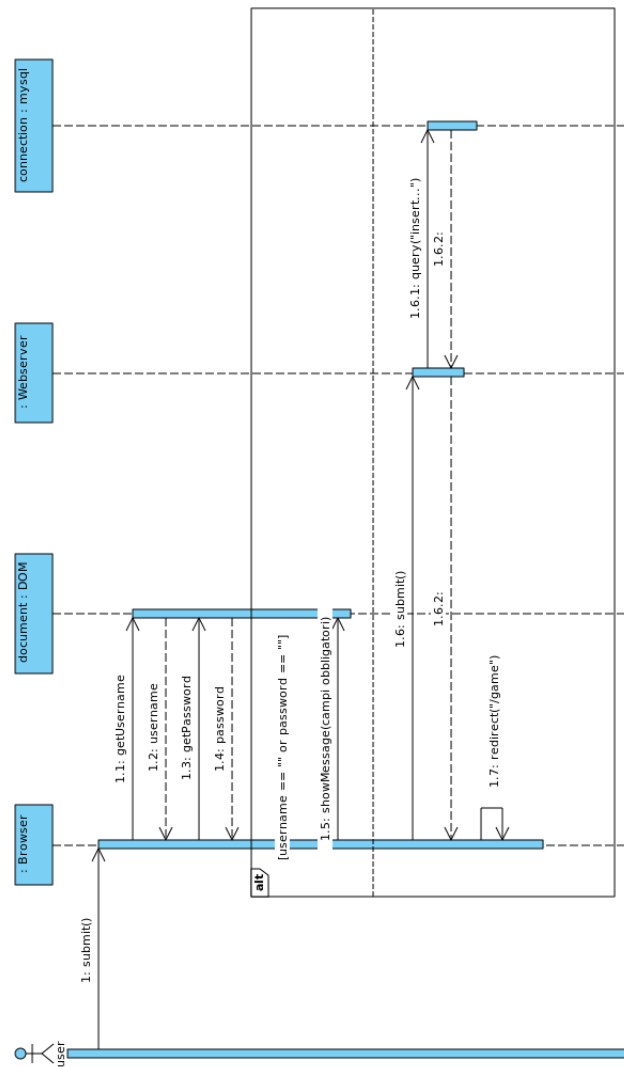 user
: Browser
document : DOM
: Webserver
connection : mysql
1: submit()
1.1: getUsername
1.2: username
1.3: getPassword
1.4: password
alt
[username == "" or password == ""]
1.5: showMessage(campi obbligatori)
1.6: submit()
1.6.1: query("insert...")
1.6.2:
1.6.2:
1.7: redirect("/game")